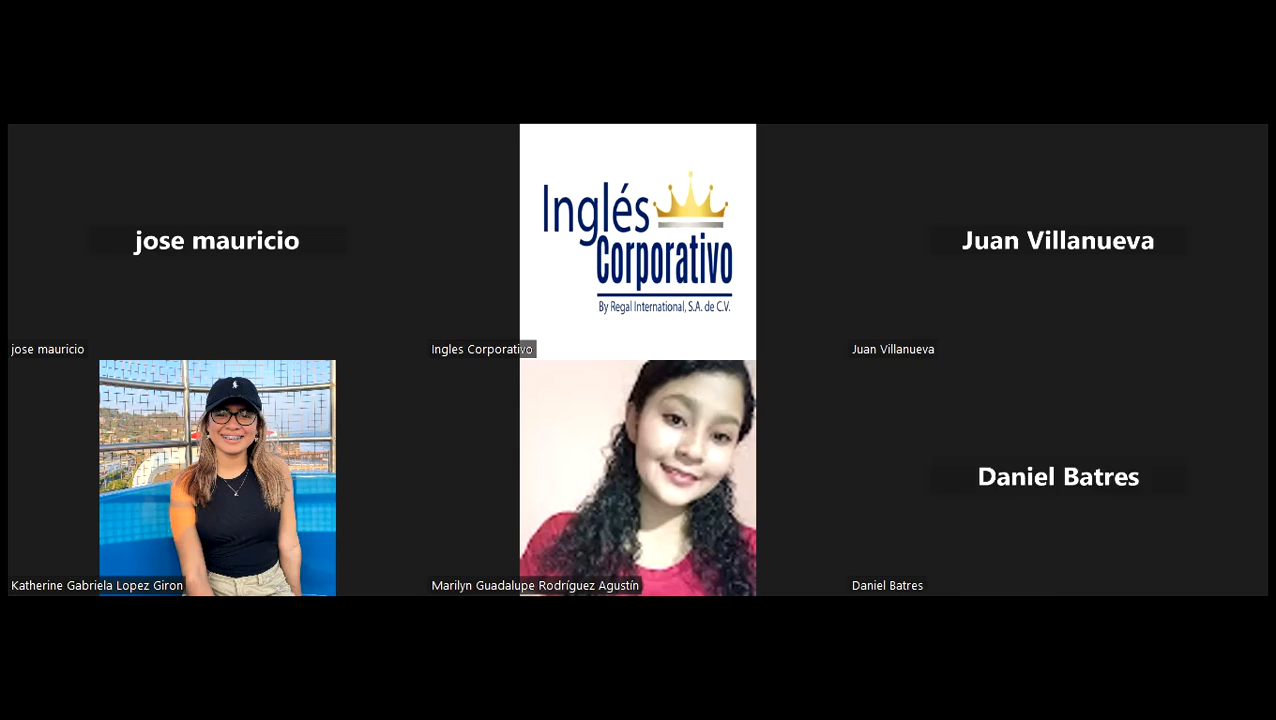 jose mauricio
Inglés
Corporativo
By Regal International, S.A. de C.V.
Juan Villanueva
jose mauricio
Ingles Corporativo
Juan Villanueva
Daniel Batres
Katherine Gabriela Lopez Giron
Marilyn Guadalupe Rodríguez Agustín
Daniel Batres